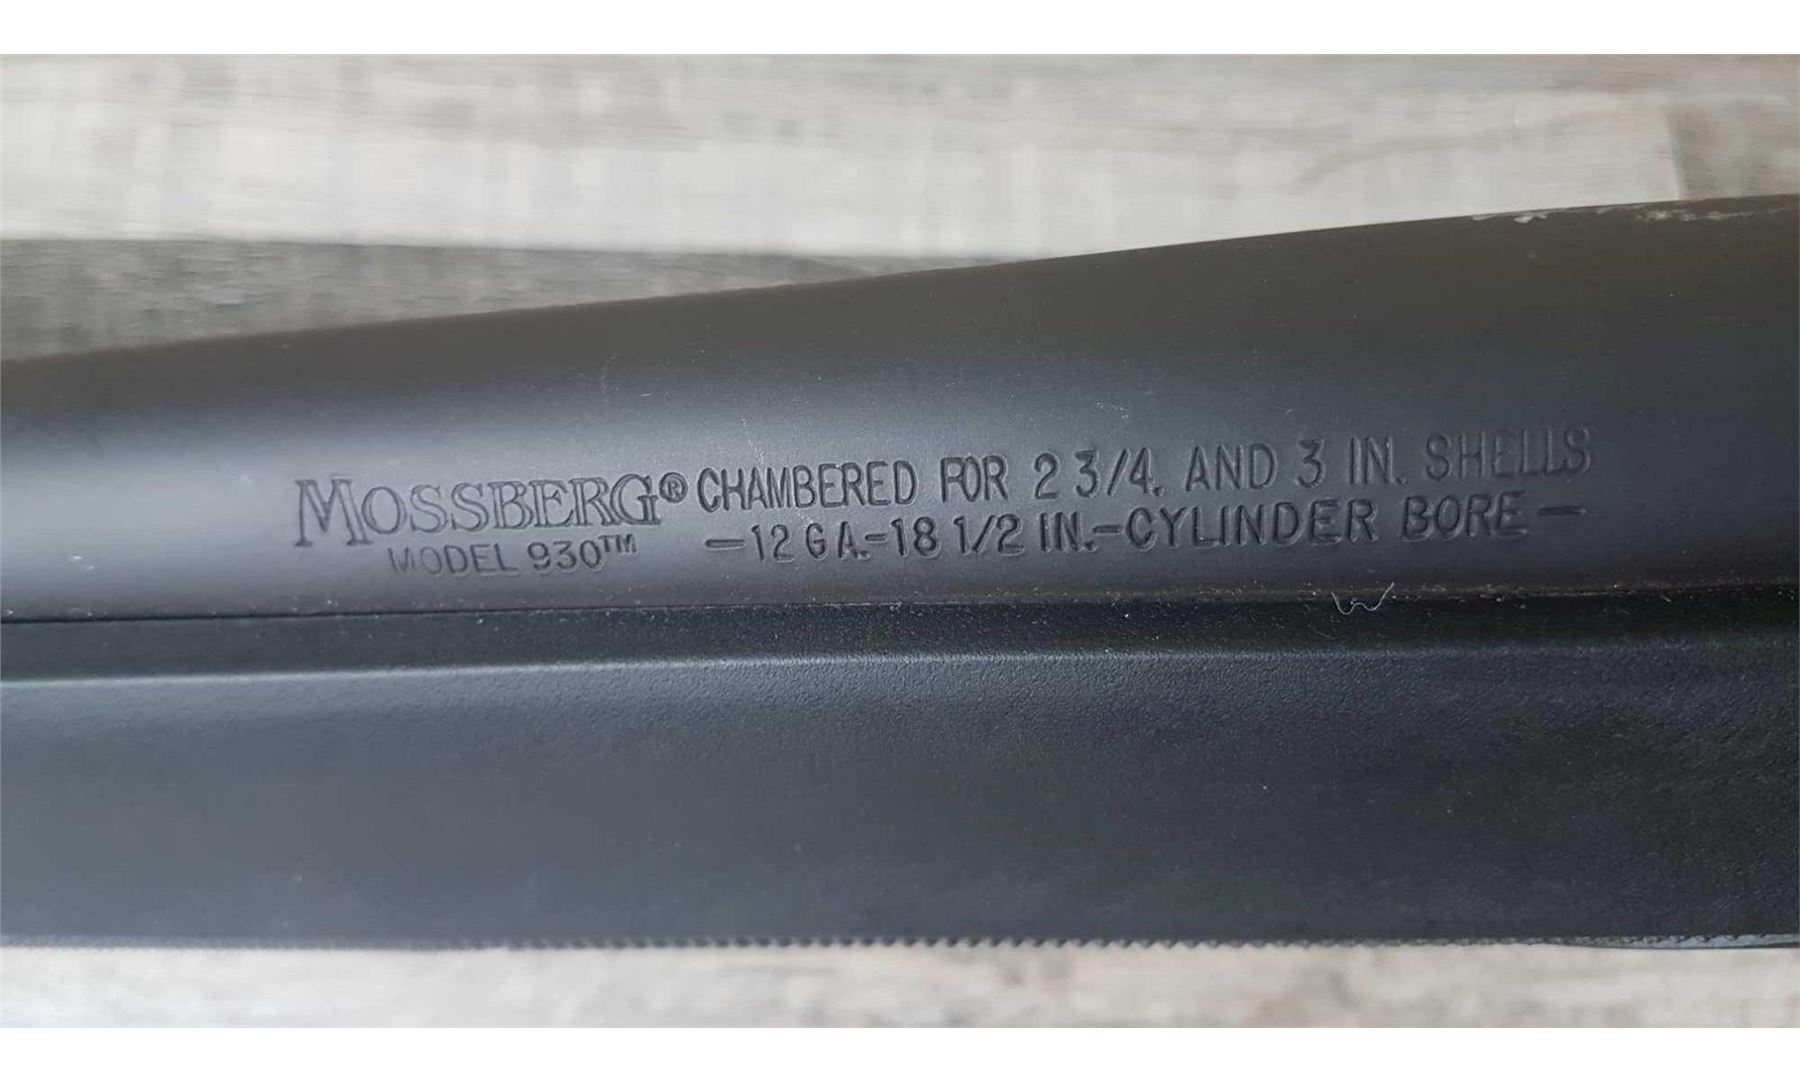 MOSSBERG® CHAMBERED FOR 2 3/4. AND 3 IN. SHELLS
MODEL 930™ -12 GA.-18 1/2 IN.-CYLINDER BORE-